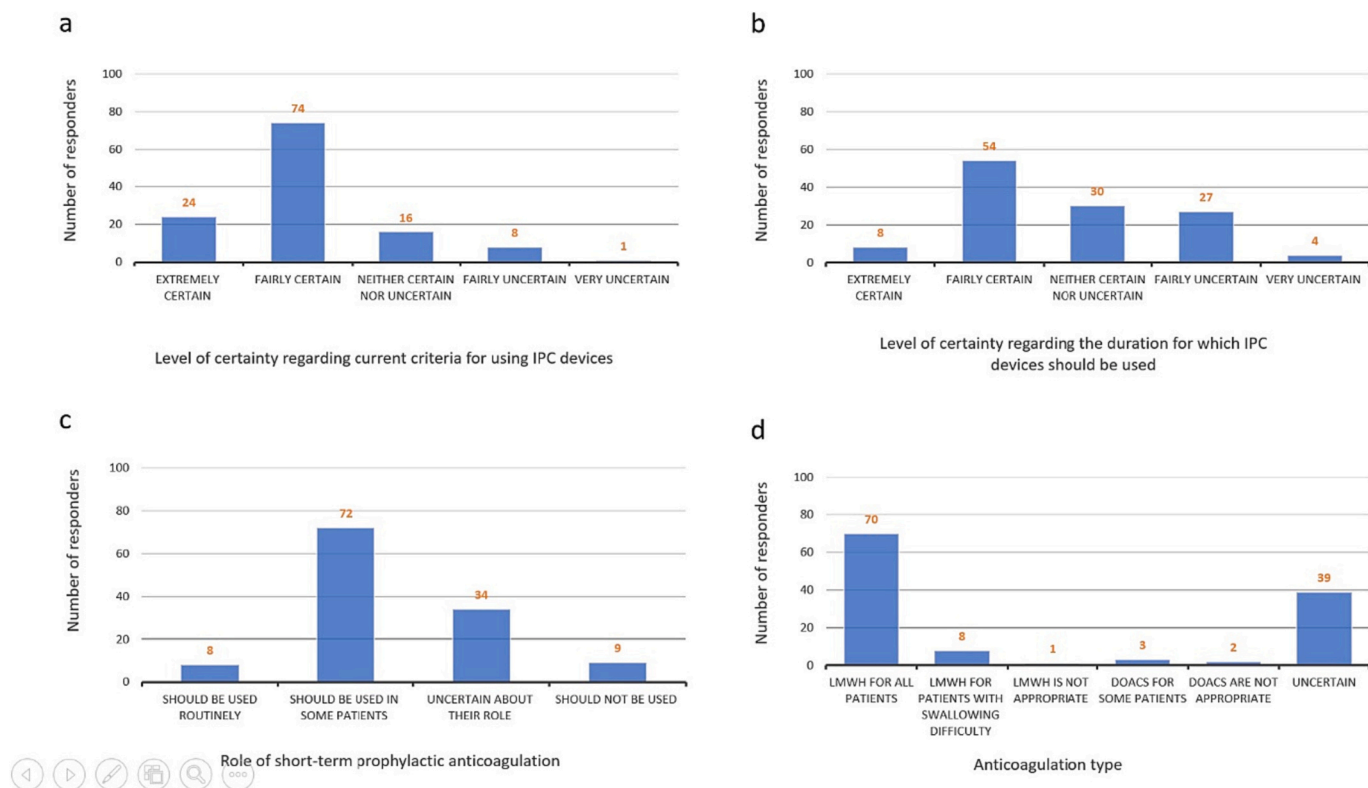 a
Number of responders
100
80
60
40
20
0
24
74
16
8
1
EXTREMELY
CERTAIN
FAIRLY CERTAIN
NEITHER CERTAIN
NOR UNCERTAIN
FAIRLY UNCERTAIN
VERY UNCERTAIN
Level of certainty regarding current criteria for using IPC devices
b
Number of responders
100
80
60
40
20
0
8
54
30
27
4
EXTREMELY
CERTAIN
FAIRLY CERTAIN
NEITHER CERTAIN
NOR UNCERTAIN
FAIRLY UNCERTAIN
VERY UNCERTAIN
Level of certainty regarding the duration for which IPC
devices should be used
c
Number of responders
100
80
60
40
20
0
8
72
34
9
SHOULD BE USED
ROUTINELY
SHOULD BE USED IN
SOME PATIENTS
UNCERTAIN ABOUT
THEIR ROLE
SHOULD NOT BE USED
Role of short-term prophylactic anticoagulation
d
Number of responders
100
80
60
40
20
0
70
8
1
3
2
39
LMWH FOR ALL
PATIENTS
LMWH FOR
PATIENTS WITH
SWALLOWING
DIFFICULTY
LMWH IS NOT
APPROPRIATE
DOACS FOR
SOME PATIENTS
DOACS ARE NOT
APPROPRIATE
UNCERTAIN
Anticoagulation type